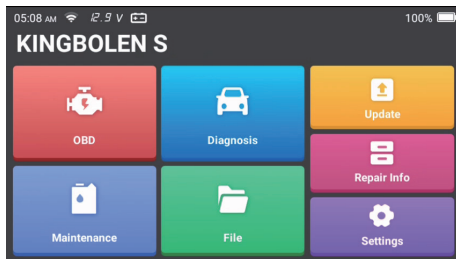 05:08 AM 12.9 V 100%
KINGBOLEN S
OBD
Diagnosis
Update
Repair Info
Maintenance
File
Settings